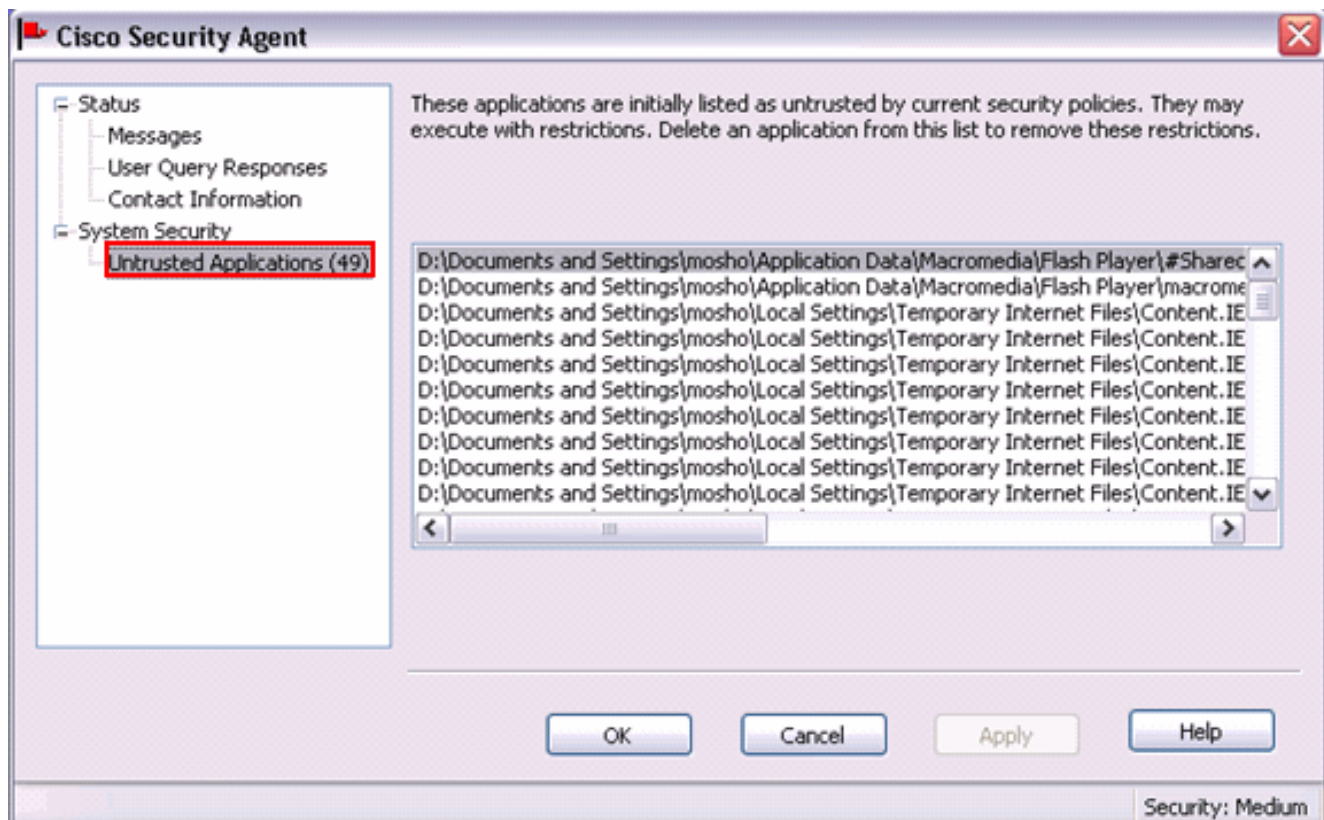 Cisco Security Agent
Status
Messages
User Query Responses
Contact Information
System Security
Untrusted Applications (49)
These applications are initially listed as untrusted by current security policies. They may
execute with restrictions. Delete an application from this list to remove these restrictions.
D:\Documents and Settings\mosho\Application Data\Macromedia\Flash Player\#Sharec
D:\Documents and Settings\mosho\Application Data\Macromedia\Flash Player\macrome
D:\Documents and Settings\mosho\Local Settings\Temporary Internet Files\Content.IE
D:\Documents and Settings\mosho\Local Settings\Temporary Internet Files\Content.IE
D:\Documents and Settings\mosho\Local Settings\Temporary Internet Files\Content.IE
D:\Documents and Settings\mosho\Local Settings\Temporary Internet Files\Content.IE
D:\Documents and Settings\mosho\Local Settings\Temporary Internet Files\Content.IE
D:\Documents and Settings\mosho\Local Settings\Temporary Internet Files\Content.IE
D:\Documents and Settings\mosho\Local Settings\Temporary Internet Files\Content.IE
D:\Documents and Settings\mosho\Local Settings\Temporary Internet Files\Content.IE
OK
Cancel
Apply
Help
Security: Medium